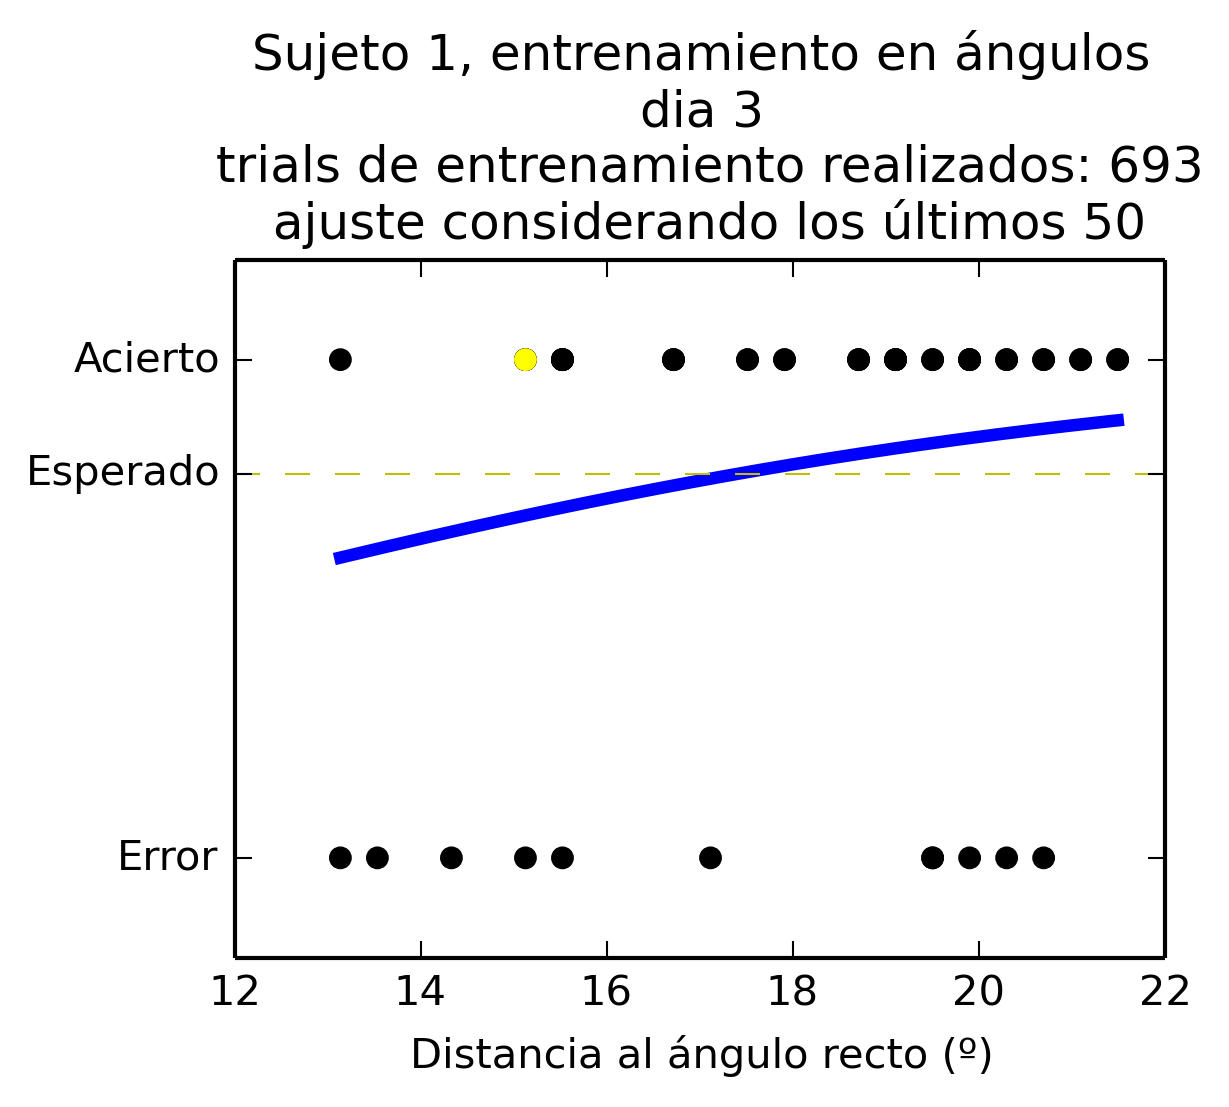 Sujeto 1, entrenamiento en ángulos
dia 3
trials de entrenamiento realizados: 693
ajuste considerando los últimos 50
Acierto
Esperado
Error
12 14 16 18 20 22
Distancia al ángulo recto (º)